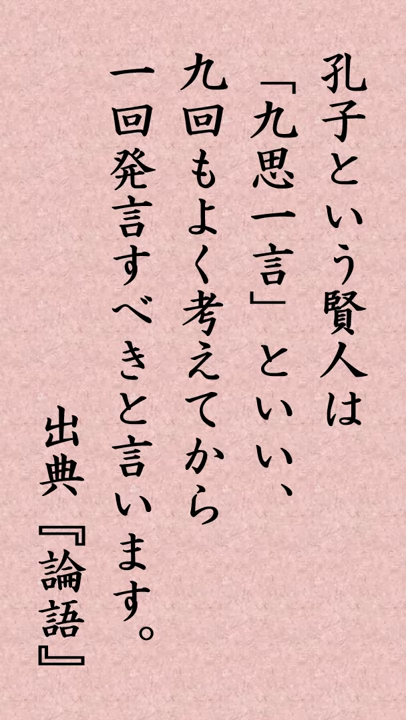 孔子という賢人は
「九思一言」といい、
九回もよく考えてから
一回発言すべきと言います。
出典『論語』